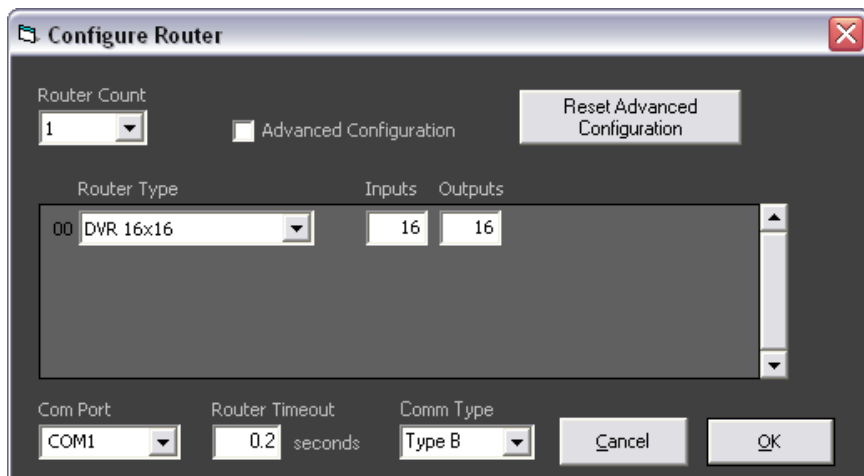 Configure Router
Router Count
1
Advanced Configuration
Reset Advanced
Configuration
Router Type Inputs Outputs
00 DVR 16x16 16 16
Com Port Router Timeout Comm Type
COM1 0.2 seconds Type B Cancel OK